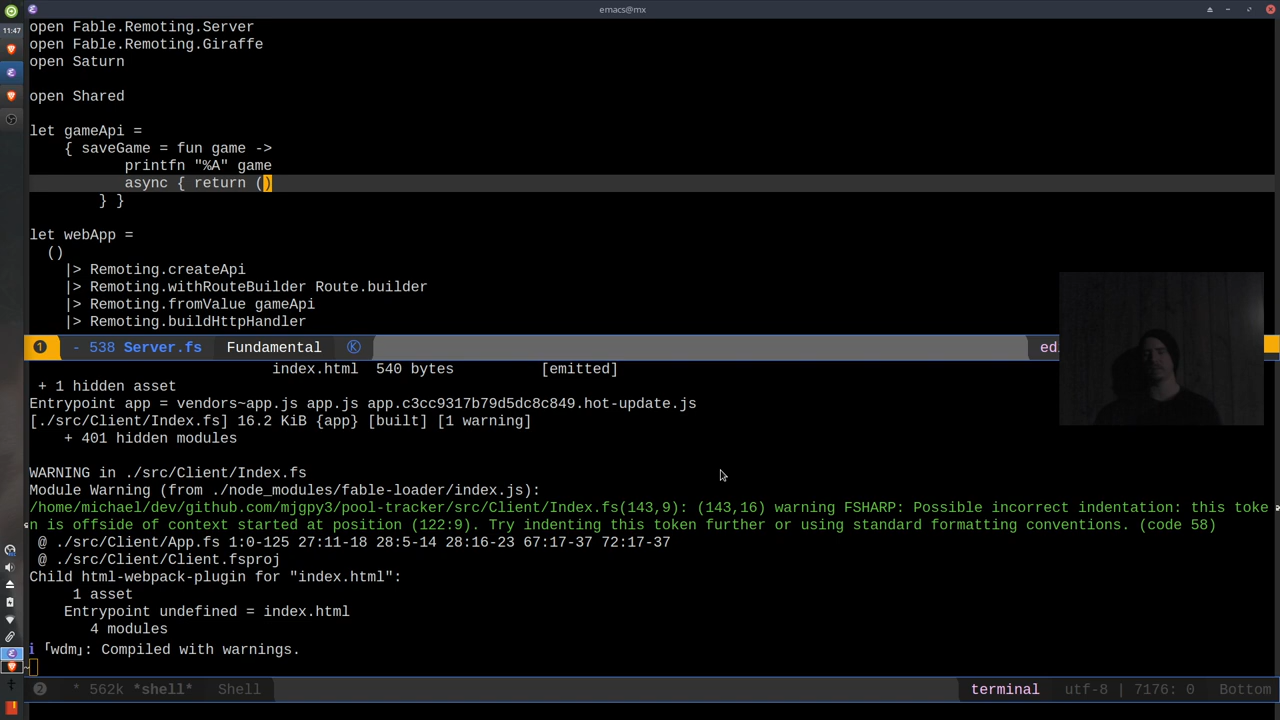 emacs@mx
11:47
open Fable.Remoting.Server
open Fable.Remoting.Giraffe
open Saturn
open Shared
let gameApi =
{ saveGame = fun game ->
printfn "%A" game
async { return ()
} }
let webApp =
()
|> Remoting.createApi
|> Remoting.withRouteBuilder Route.builder
|> Remoting.fromValue gameApi
|> Remoting.buildHttpHandler
1 - 538 Server.fs Fundamental K
index.html 540 bytes [emitted]
+ 1 hidden asset
Entrypoint app = vendors~app.js app.js app.c3cc9317b79d5dc8c849.hot-update.js
[./src/Client/Index.fs] 16.2 KiB {app} [built] [1 warning]
+ 401 hidden modules
WARNING in ./src/Client/Index.fs
Module Warning (from ./node_modules/fable-loader/index.js):
/home/michael/dev/github.com/mjgpy3/pool-tracker/src/Client/Index.fs(143,9): (143,16) warning FSHARP: Possible incorrect indentation: this toke
n is offside of context started at position (122:9). Try indenting this token further or using standard formatting conventions. (code 58)
@ ./src/Client/App.fs 1:0-125 27:11-18 28:5-14 28:16-23 67:17-37 72:17-37
@ ./src/Client/Client.fsproj
Child html-webpack-plugin for "index.html":
1 asset
Entrypoint undefined = index.html
4 modules
i ｢wdm｣: Compiled with warnings.
2 * 562k *shell* Shell terminal utf-8 | 7176: 0 Bottom